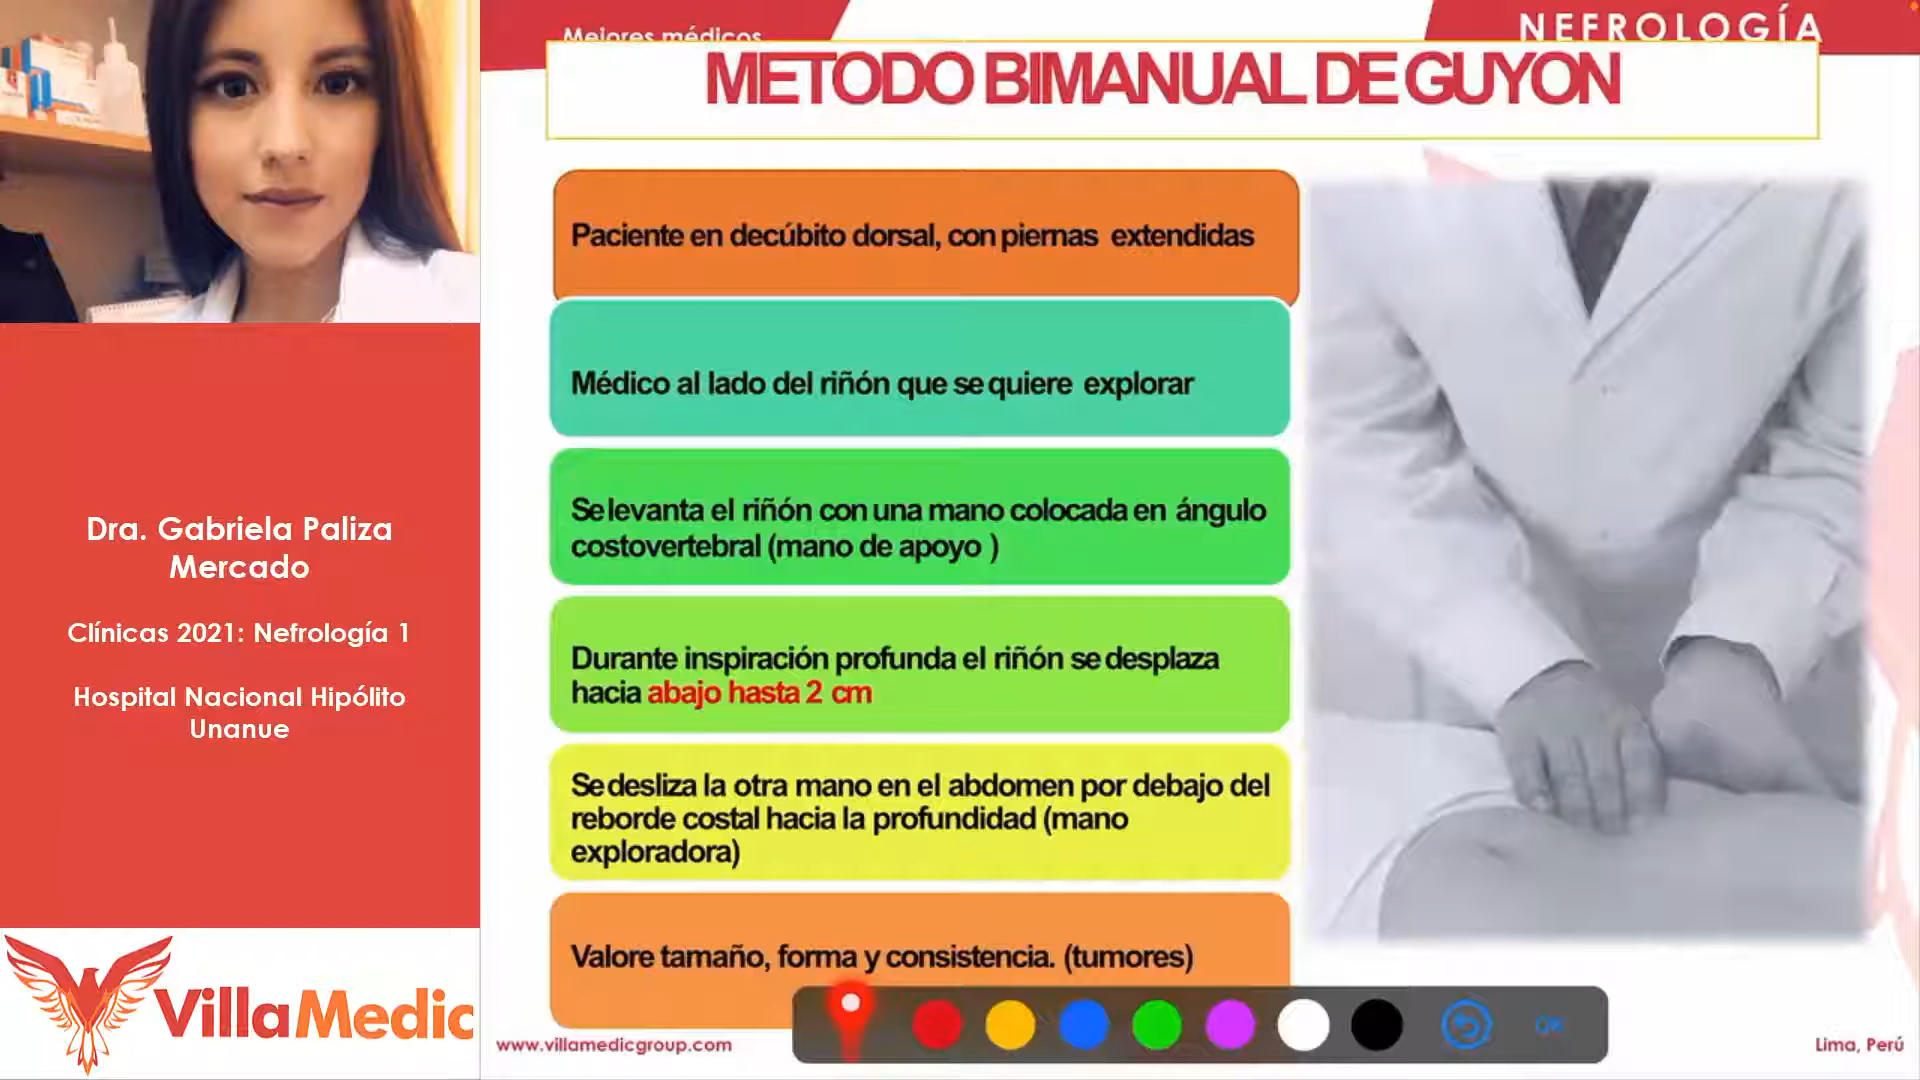 Mejores médicos
NEFROLOGÍA
METODO BIMANUAL DE GUYON
Paciente en decúbito dorsal, con piernas extendidas
Médico al lado del riñón que se quiere explorar
Se levanta el riñón con una mano colocada en ángulo
costovertebral (mano de apoyo )
Durante inspiración profunda el riñón se desplaza
hacia abajo hasta 2 cm
Se desliza la otra mano en el abdomen por debajo del
reborde costal hacia la profundidad (mano
exploradora)
Valore tamaño, forma y consistencia. (tumores)
Dra. Gabriela Paliza
Mercado
Clínicas 2021: Nefrología 1
Hospital Nacional Hipólito
Unanue
VillaMedic
www.villamedicgroup.com
OK
Lima, Perú